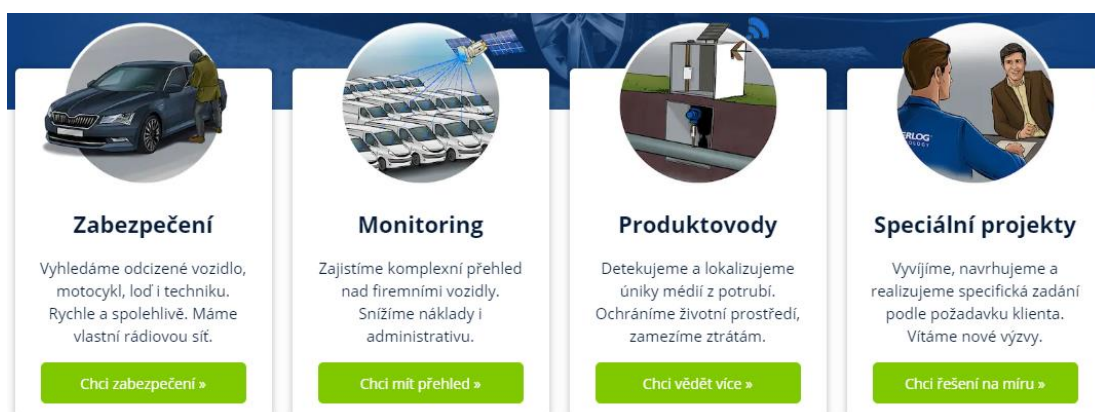 Zabezpečení
Vyhledáme odcizené vozidlo,
motocykl, loď i techniku.
Rychle a spolehlivě. Máme
vlastní rádiovou síť.
Chci zabezpečení »
Monitoring
Zajistíme komplexní přehled
nad firemními vozidly.
Snížíme náklady i
administrativu.
Chci mít přehled »
Produktovody
Detekujeme a lokalizujeme
úniky médií z potrubí.
Ochráníme životní prostředí,
zamezíme ztrátám.
Chci vědět více »
Speciální projekty
Vyvíjíme, navrhujeme a
realizujeme specifická zadání
podle požadavku klienta.
Vítáme nové výzvy.
Chci řešení na míru »